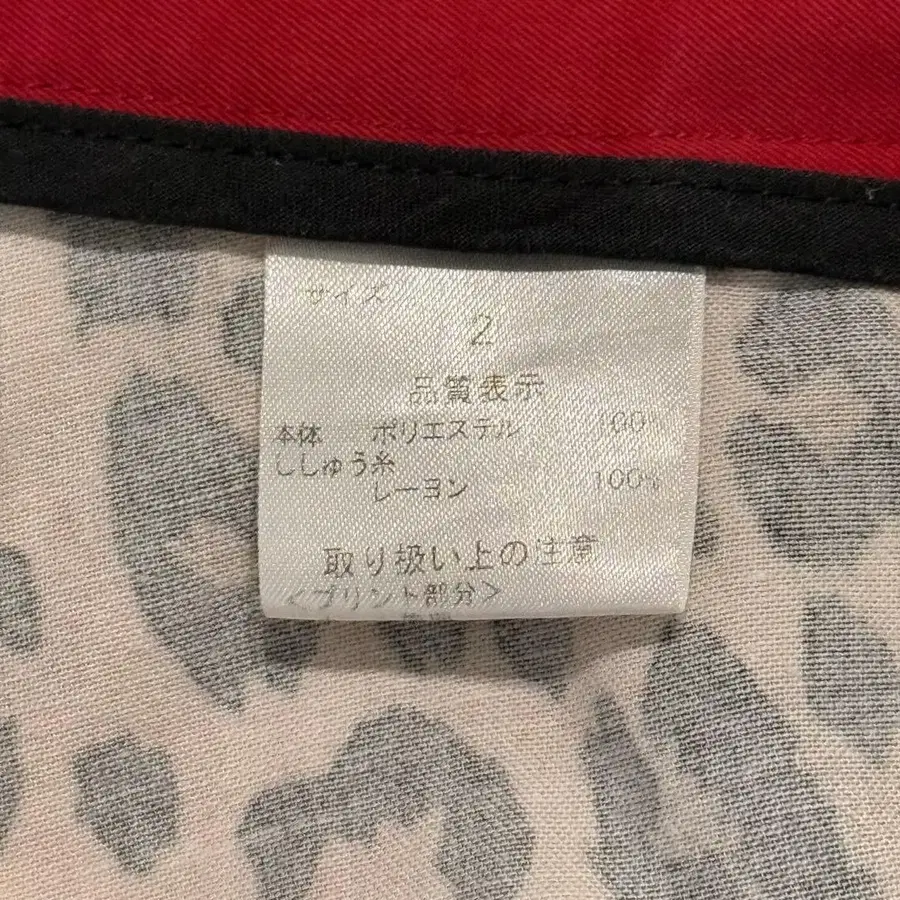 サイズ
2
品質表示
本体 ポリエステル 100%
ししゅう糸
レーヨン 100%
取り扱い上の注意
<プリント部分>